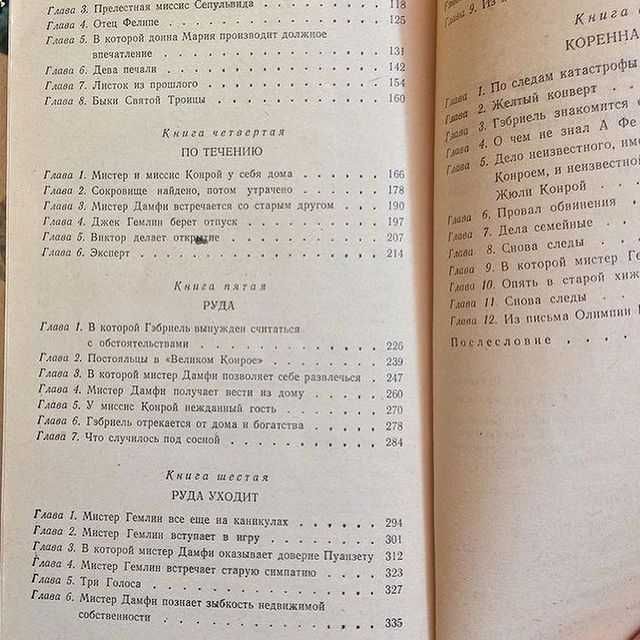 Глава 3. Прелестная миссис Сепульвида . . . 118
Глава 4. Отец Фелипе . . . 125
Глава 5. В которой донна Мария производит должное
впечатление . . . 131
Глава 6. Дева печали . . . 142
Глава 7. Листок из прошлого . . . 154
Глава 8. Быки Святой Троицы . . . 160
Книга четвертая
ПО ТЕЧЕНИЮ
Глава 1. Мистер и миссис Конрой у себя дома . . . 166
Глава 2. Сокровище найдено, потом утрачено . . . 178
Глава 3. Мистер Дамфи встречается со старым другом . . . 190
Глава 4. Джек Гемлин берет отпуск . . . 197
Глава 5. Виктор делает открытие . . . 207
Глава 6. Эксперт . . . 214
Книга пятая
РУДА
Глава 1. В которой Гэбриель вынужден считаться
с обстоятельствами . . . 226
Глава 2. Постояльцы в «Великом Конрое» . . . 239
Глава 3. В которой мистер Дамфи позволяет себе развлечься . 247
Глава 4. Мистер Дамфи получает вести из дому . . . 260
Глава 5. У миссис Конрой нежданный гость . . . 270
Глава 6. Гэбриель отрекается от дома и богатства . . . 278
Глава 7. Что случилось под сосной . . . 284
Книга шестая
РУДА УХОДИТ
Глава 1. Мистер Гемлин все еще на каникулах . . . 294
Глава 2. Мистер Гемлин вступает в игру . . . 301
Глава 3. В которой мистер Дамфи оказывает доверие Пуанзету 312
Глава 4. Мистер Гемлин встречает старую симпатию . . . 323
Глава 5. Три Голоса . . . 327
Глава 6. Мистер Дамфи познает зыбкость недвижимой
собственности . . . 335
Глава 9. Из
Книга
КОРЕННА
Глава 1. По следам катастрофы
Глава 2. Желтый конверт . .
Глава 3. Гэбриель знакомится с
Глава 4. О чем не знал А Фе
Глава 5. Дело неизвестного, им
Конроем, и неизвестно
Жюли Конрой . . .
Глава 6. Провал обвинения .
Глава 7. Дела семейные . .
Глава 8. Снова следы . . .
Глава 9. В которой мистер Ге
Глава 10. Опять в старой хиж
Глава 11. Снова следы . . .
Глава 12. Из письма Олимпии
Послесловие . . . .